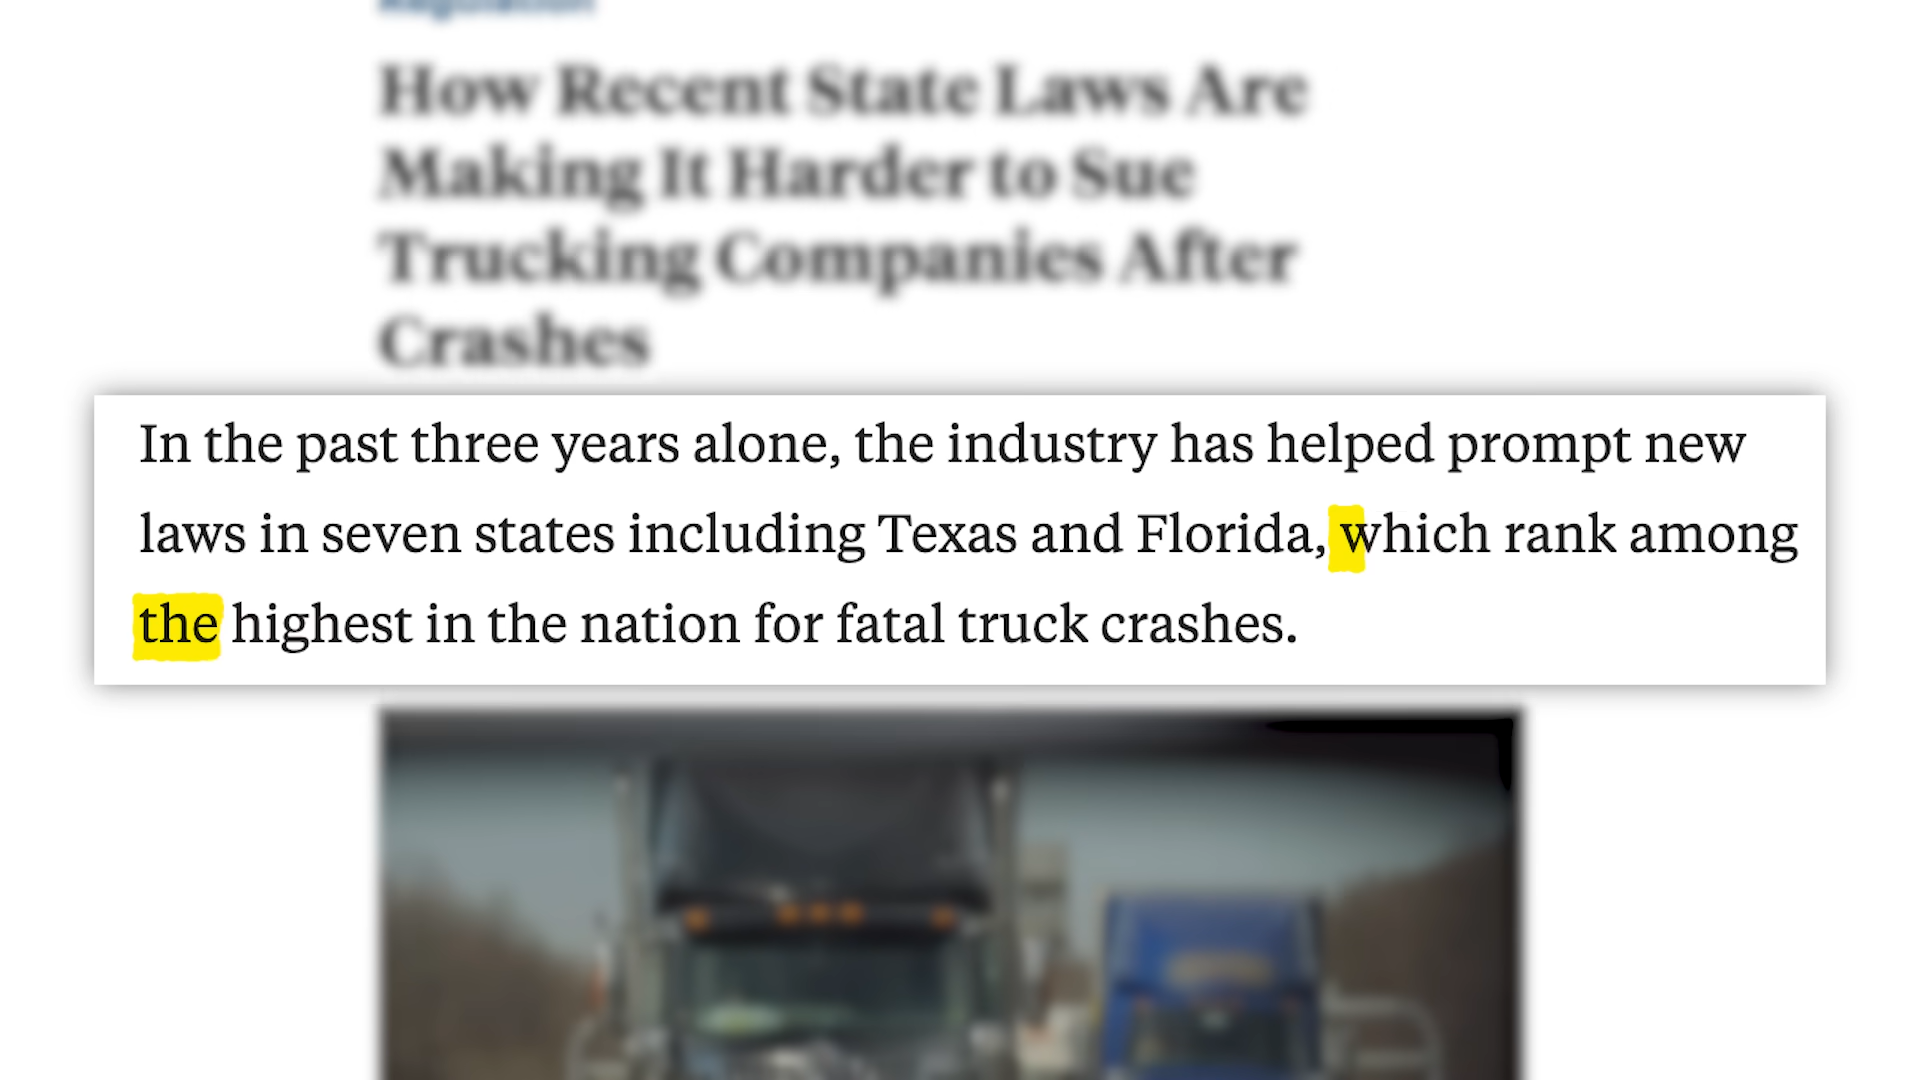 Regulation
How Recent State Laws Are
Making It Harder to Sue
Trucking Companies After
Crashes
In the past three years alone, the industry has helped prompt new
laws in seven states including Texas and Florida, which rank among
the highest in the nation for fatal truck crashes.